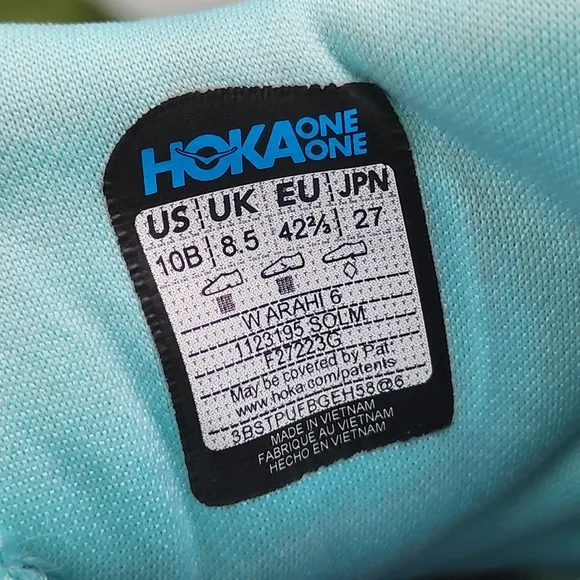 HOKA ONE ONE
US UK EU JPN
10B 8.5 42⅔ 27
W ARAHI 6
1123195 SOLM
F27223G
May be covered by Pat.
www.hoka.com/patents
3BSTPUFBGEH58@6
MADE IN VIETNAM
FABRIQUE AU VIETNAM
HECHO EN VIETNAM